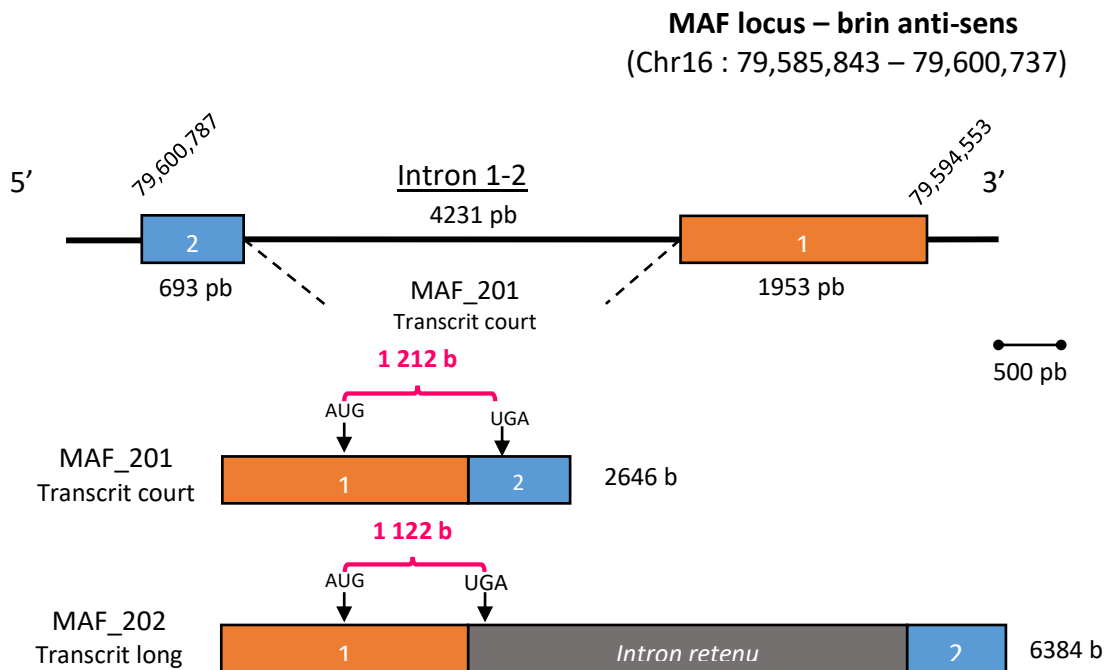 MAF locus – brin anti-sens
(Chr16 : 79,585,843 – 79,600,737)
79,600,787
79,594,553
5’
Intron 1-2
3’
4231 pb
2
1
693 pb
1953 pb
MAF_201
Transcrit court
500 pb
1 212 b
AUG
UGA
MAF_201
Transcrit court
1
2
2646 b
1 122 b
AUG
UGA
MAF_202
Transcrit long
1
Intron retenu
2
6384 b